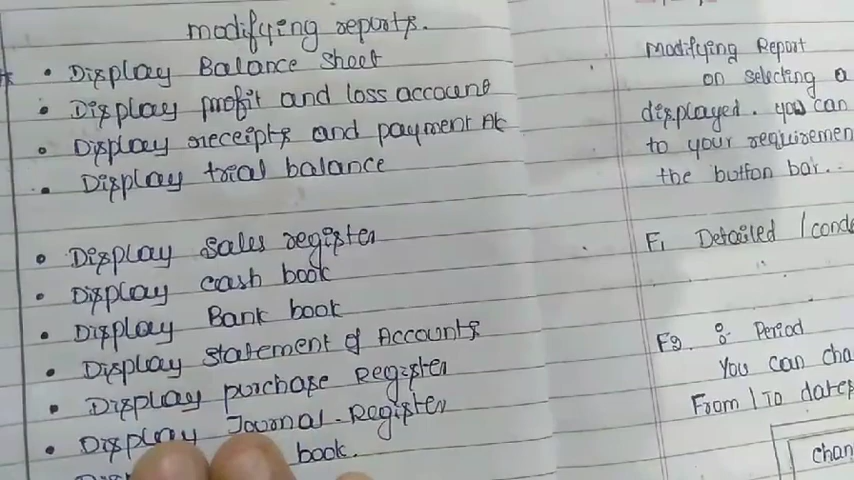 modifying reports.
• Display Balance sheet
• Display profit and loss account
• Display receipts and payment A/c
• Display trial balance
• Display sales register
• Display cash book
• Display Bank book
• Display statement of Accounts
• Display purchase Register
• Display Journal Register
book.
Modifying Report
on selecting a
displayed. you can
to your requiremen
the button bar..
F1 Detailed / conde
F2 : Period
You can cha
From / To dates
chan